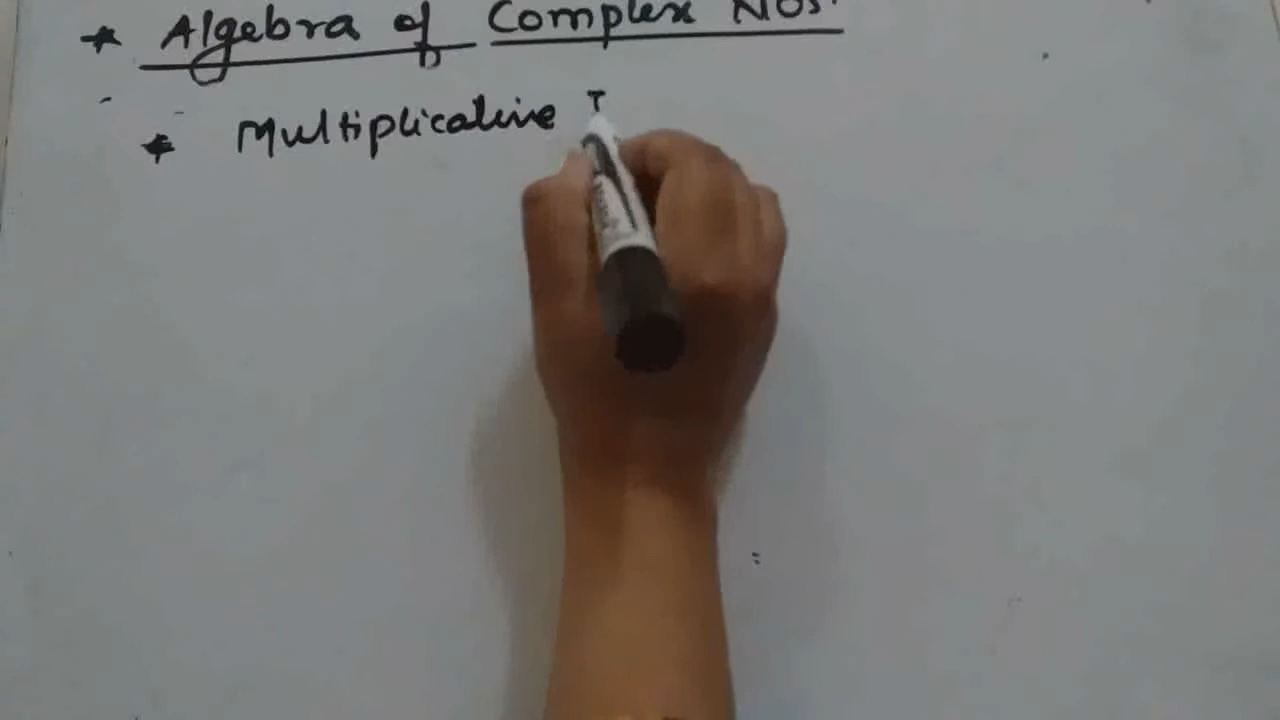 * Algebra of Complex Nos.
* Multiplicative I